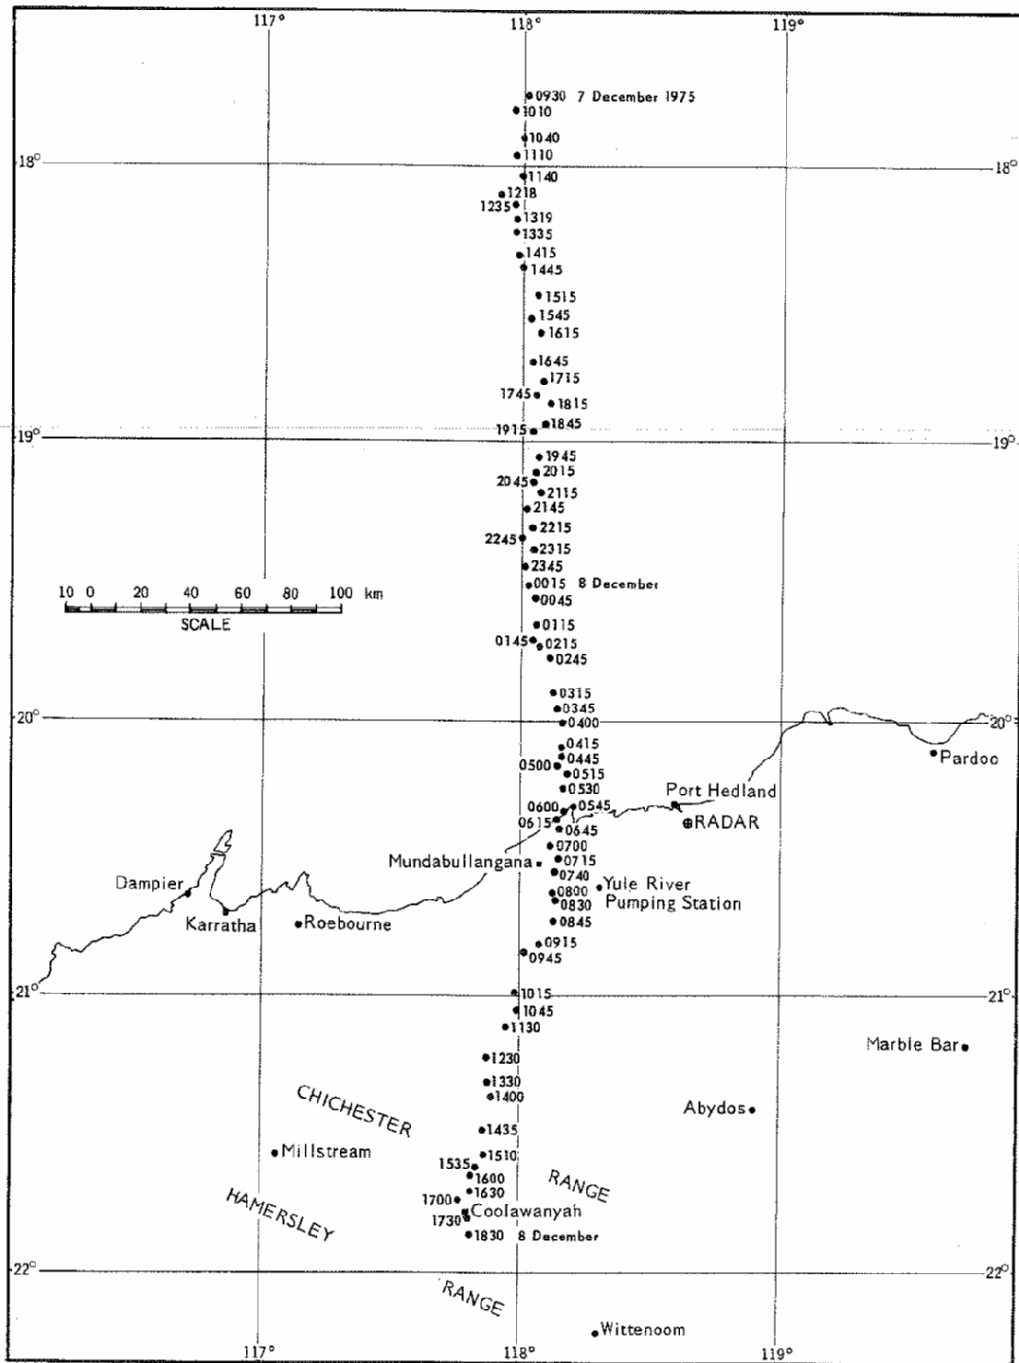 117° 118° 119°
0930 7 December 1975
1010
1040
1110
18° 18°
1140
1218
1235
1319
1335
1415
1445
1515
1545
1615
1645
1715
1745
1815
1845
1915
19° 19°
1945
2015
2045
2115
2145
2215
2245
2315
2345
0015 8 December
10 0 20 40 60 80 100 km
0045
SCALE
0115
0145
0215
0245
0315
0345
20° 20°
0400
0415
0445
Pardoo
0500
0515
0530
Port Hedland
0545
0600
0615
RADAR
0645
0700
0715
Mundabullangana
0740
Dampier
0800
Yule River
Pumping Station
0830
Karratha
Roebourne
0845
0915
0945
21° 21°
1015
1045
1130
Marble Bar
1230
1330
1400
CHICHESTER
Abydos
1435
Millstream
1510
1535
1600
RANGE
1630
1700
HAMERSLEY
Coolawanyah
1730
1830 8 December
22° 22°
RANGE
Wittenoom
117° 118° 119°